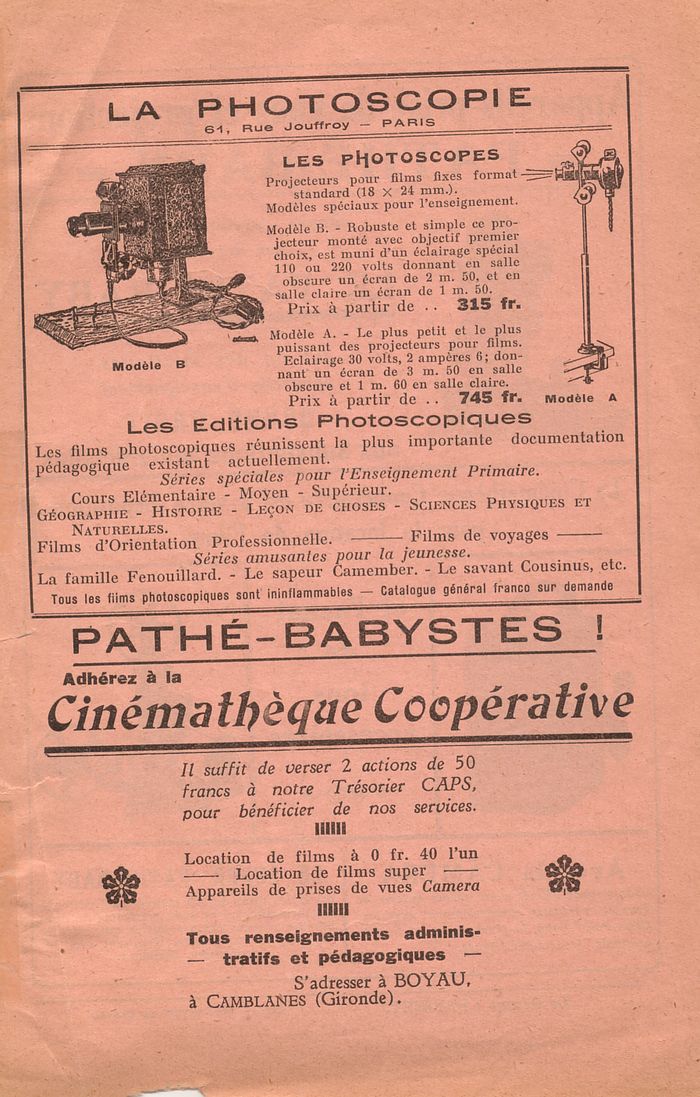 LA PHOTOSCOPIE
61, Rue Jouffroy — PARIS
LES PHOTOSCOPES
Projecteurs pour films fixes format
standard (18 × 24 mm.).
Modèles spéciaux pour l'enseignement.
Modèle B. - Robuste et simple ce pro-
jecteur monté avec objectif premier
choix, est muni d'un éclairage spécial
110 ou 220 volts donnant en salle
obscure un écran de 2 m. 50, et en
salle claire un écran de 1 m. 50.
Prix à partir de .. 315 fr.
Modèle B
Modèle A. - Le plus petit et le plus
puissant des projecteurs pour films.
Eclairage 30 volts, 2 ampères 6; don-
nant un écran de 3 m. 50 en salle
obscure et 1 m. 60 en salle claire.
Prix à partir de .. 745 fr.
Modèle A
Les Editions Photoscopiques
Les films photoscopiques réunissent la plus importante documentation
pédagogique existant actuellement.
Séries spéciales pour l'Enseignement Primaire.
Cours Elémentaire - Moyen - Supérieur.
GÉOGRAPHIE - HISTOIRE - LEÇON DE CHOSES - SCIENCES PHYSIQUES ET
NATURELLES.
Films d'Orientation Professionnelle. — Films de voyages —
Séries amusantes pour la jeunesse.
La famille Fenouillard. - Le sapeur Camember. - Le savant Cousinus, etc.
Tous les fiims photoscopiques sont ininflammables — Catalogue général franco sur demande
PATHÉ-BABYSTES !
Adhérez à la
Cinémathèque Coopérative
Il suffit de verser 2 actions de 50
francs à notre Trésorier CAPS,
pour bénéficier de nos services.
Location de films à 0 fr. 40 l'un
— Location de films super —
Appareils de prises de vues Camera
Tous renseignements adminis-
— tratifs et pédagogiques —
S'adresser à BOYAU,
à CAMBLANES (Gironde).